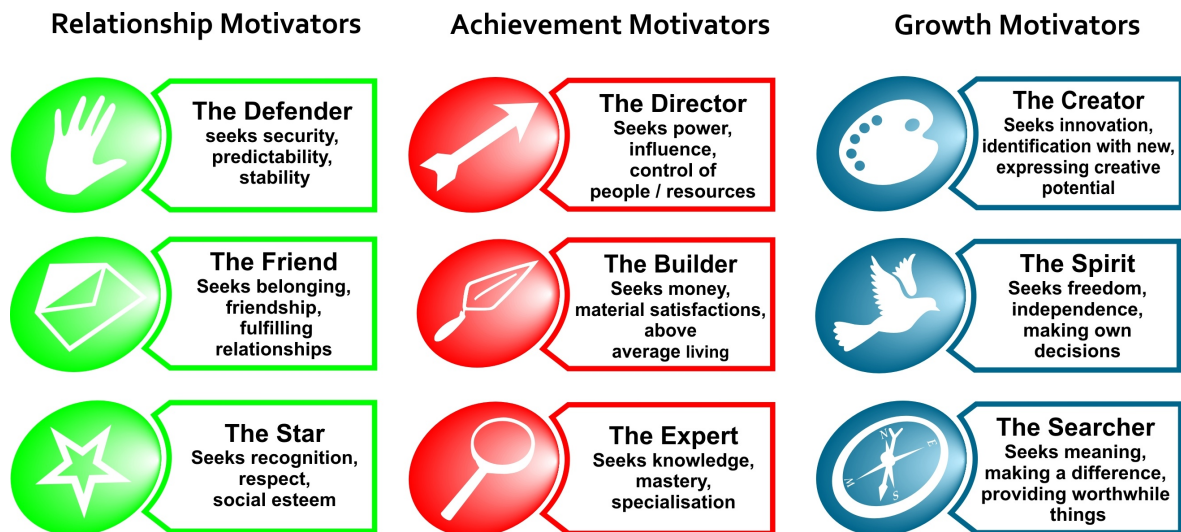 Relationship Motivators
The Defender
seeks security,
predictability,
stability
The Friend
Seeks belonging,
friendship,
fulfilling
relationships
The Star
Seeks recognition,
respect,
social esteem
Achievement Motivators
The Director
Seeks power,
influence,
control of
people / resources
The Builder
Seeks money,
material satisfactions,
above
average living
The Expert
Seeks knowledge,
mastery,
specialisation
Growth Motivators
The Creator
Seeks innovation,
identification with new,
expressing creative
potential
The Spirit
Seeks freedom,
independence,
making own
decisions
N
E
W
S
The Searcher
Seeks meaning,
making a difference,
providing worthwhile
things